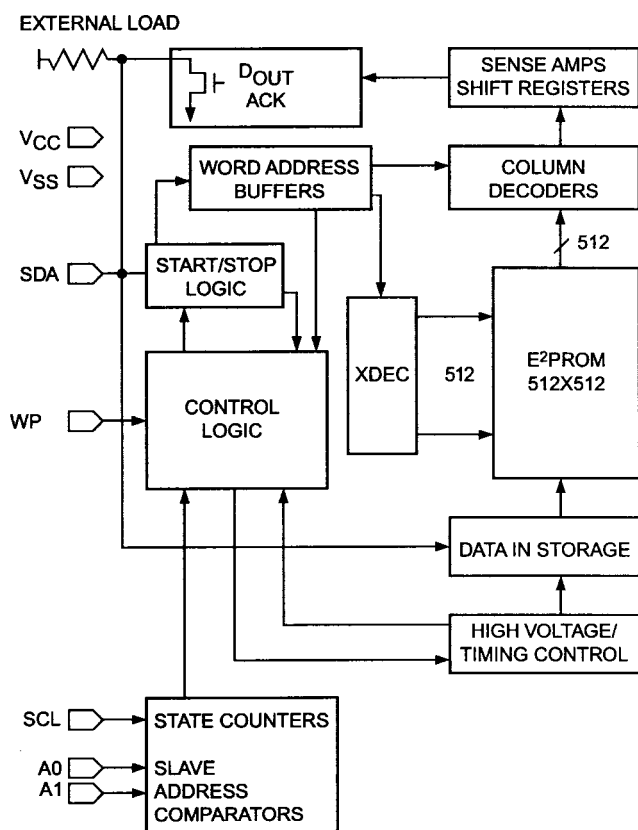 EXTERNAL LOAD
DOUT
ACK
SENSE AMPS
SHIFT REGISTERS
VCC
VSS
WORD ADDRESS
BUFFERS
COLUMN
DECODERS
512
SDA
START/STOP
LOGIC
XDEC
512
E²PROM
512X512
WP
CONTROL
LOGIC
DATA IN STORAGE
HIGH VOLTAGE/
TIMING CONTROL
SCL
STATE COUNTERS
A0
SLAVE
A1
ADDRESS
COMPARATORS